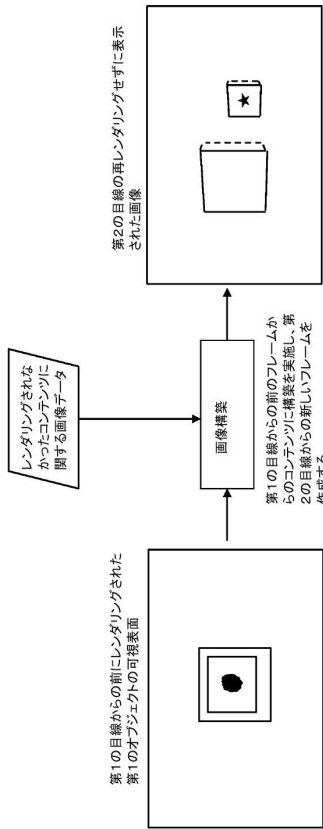 第1の目線からの前にレンダリングされた
第1のオブジェクトの可視表面
レンダリングされな
かったコンテンツに
関する画像データ
画像構築
第1の目線からの前のフレームか
らのコンテンツに構築を実施し、第
2の目線からの新しいフレームを
作成する
第2の目線の再レンダリングせずに表示
された画像